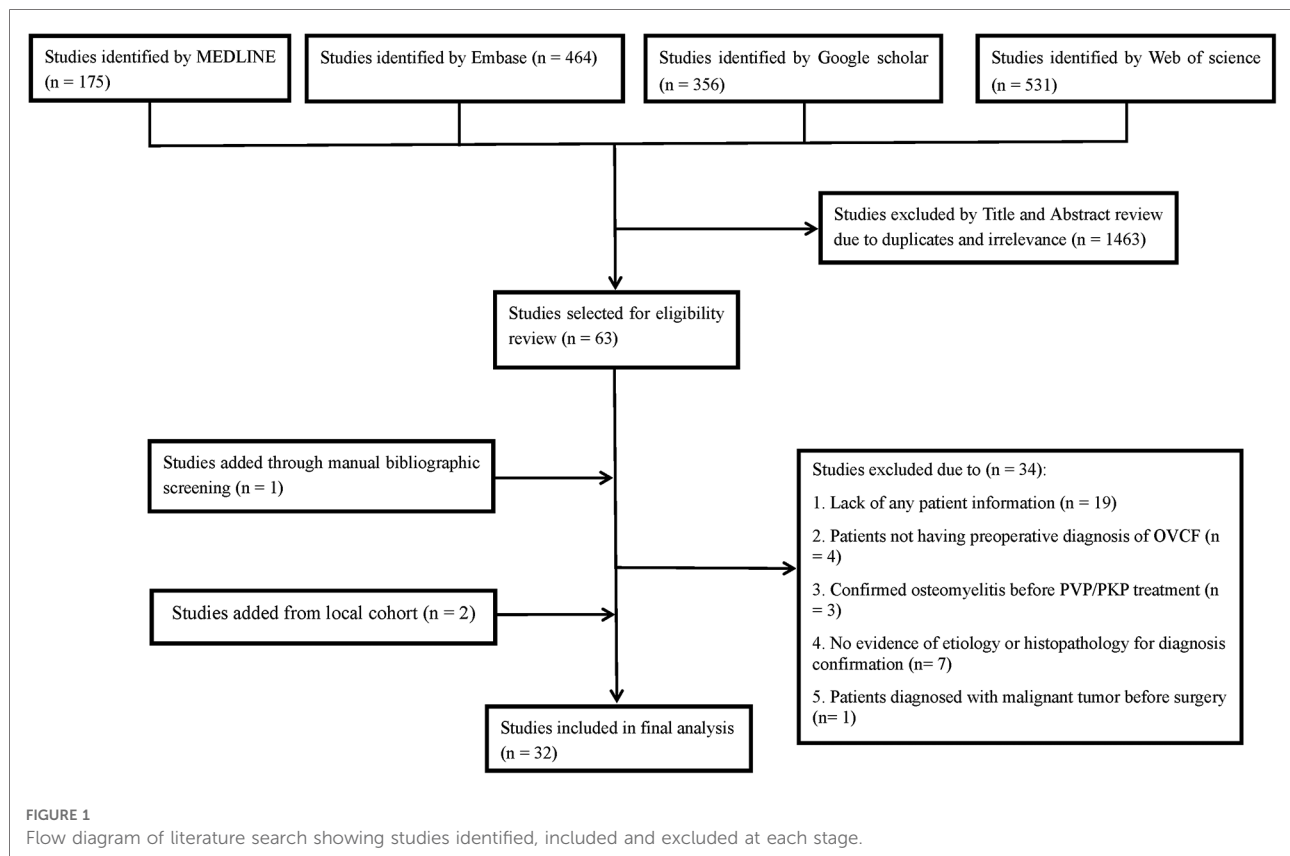 Studies identified by MEDLINE
(n = 175)
Studies identified by Embase (n = 464)
Studies identified by Google scholar
(n = 356)
Studies identified by Web of science
(n = 531)
Studies excluded by Title and Abstract review
due to duplicates and irrelevance (n = 1463)
Studies selected for eligibility
review (n = 63)
Studies added through manual bibliographic
screening (n = 1)
Studies excluded due to (n = 34):
1. Lack of any patient information (n = 19)
2. Patients not having preoperative diagnosis of OVCF (n
= 4)
3. Confirmed osteomyelitis before PVP/PKP treatment (n
= 3)
4. No evidence of etiology or histopathology for diagnosis
confirmation (n= 7)
5. Patients diagnosed with malignant tumor before surgery
(n= 1)
Studies added from local cohort (n = 2)
Studies included in final analysis
(n = 32)
FIGURE 1
Flow diagram of literature search showing studies identified, included and excluded at each stage.